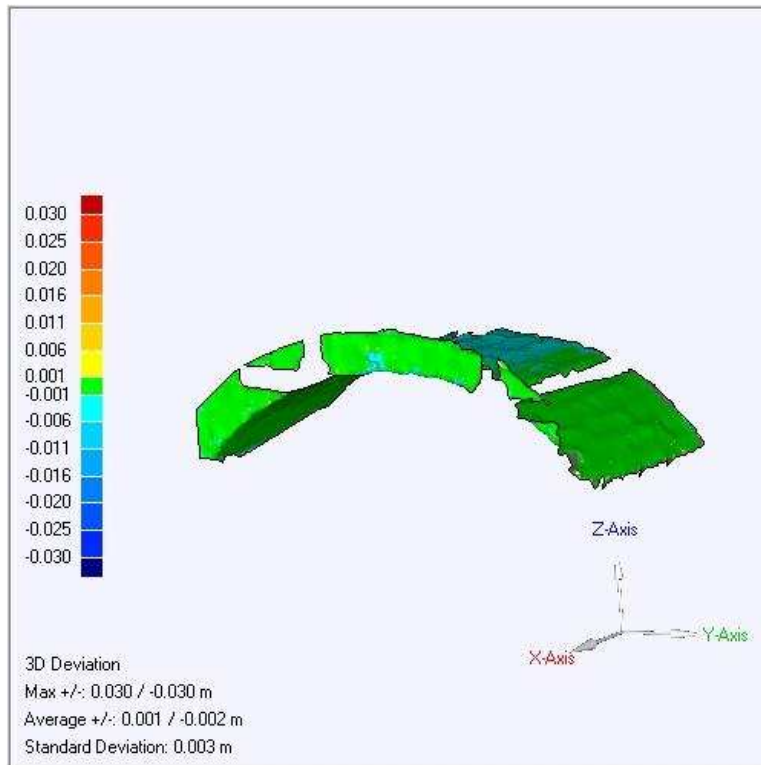 0.030
0.025
0.020
0.016
0.011
0.006
0.001
-0.001
-0.006
-0.011
-0.016
-0.020
-0.025
-0.030
Z-Axis
Y-Axis
X-Axis
3D Deviation
Max +/-: 0.030 / -0.030 m
Average +/-: 0.001 / -0.002 m
Standard Deviation: 0.003 m